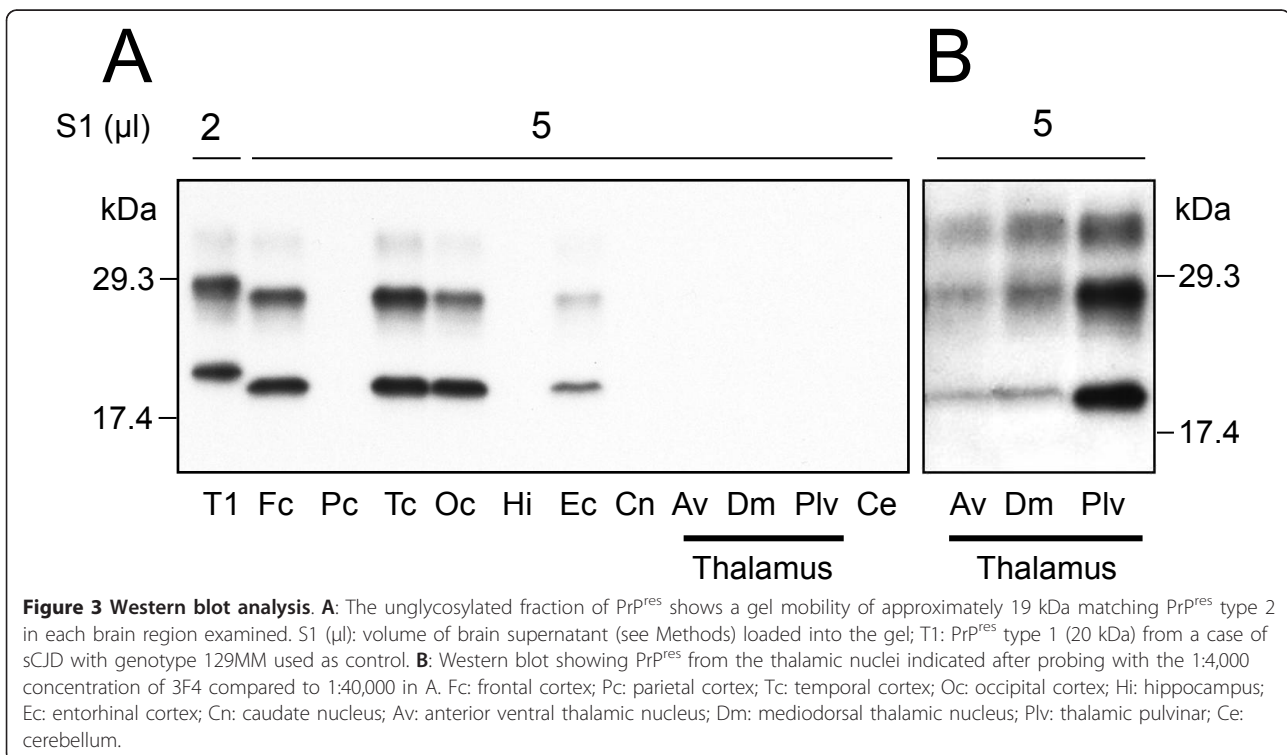 A B
S1 (µl) 2 5 5
kDa kDa
29.3 29.3
17.4 17.4
T1 Fc Pc Tc Oc Hi Ec Cn Av Dm Plv Ce Av Dm Plv
Thalamus Thalamus
Figure 3 Western blot analysis. A: The unglycosylated fraction of PrPres shows a gel mobility of approximately 19 kDa matching PrPres type 2
in each brain region examined. S1 (µl): volume of brain supernatant (see Methods) loaded into the gel; T1: PrPres type 1 (20 kDa) from a case of
sCJD with genotype 129MM used as control. B: Western blot showing PrPres from the thalamic nuclei indicated after probing with the 1:4,000
concentration of 3F4 compared to 1:40,000 in A. Fc: frontal cortex; Pc: parietal cortex; Tc: temporal cortex; Oc: occipital cortex; Hi: hippocampus;
Ec: entorhinal cortex; Cn: caudate nucleus; Av: anterior ventral thalamic nucleus; Dm: mediodorsal thalamic nucleus; Plv: thalamic pulvinar; Ce:
cerebellum.